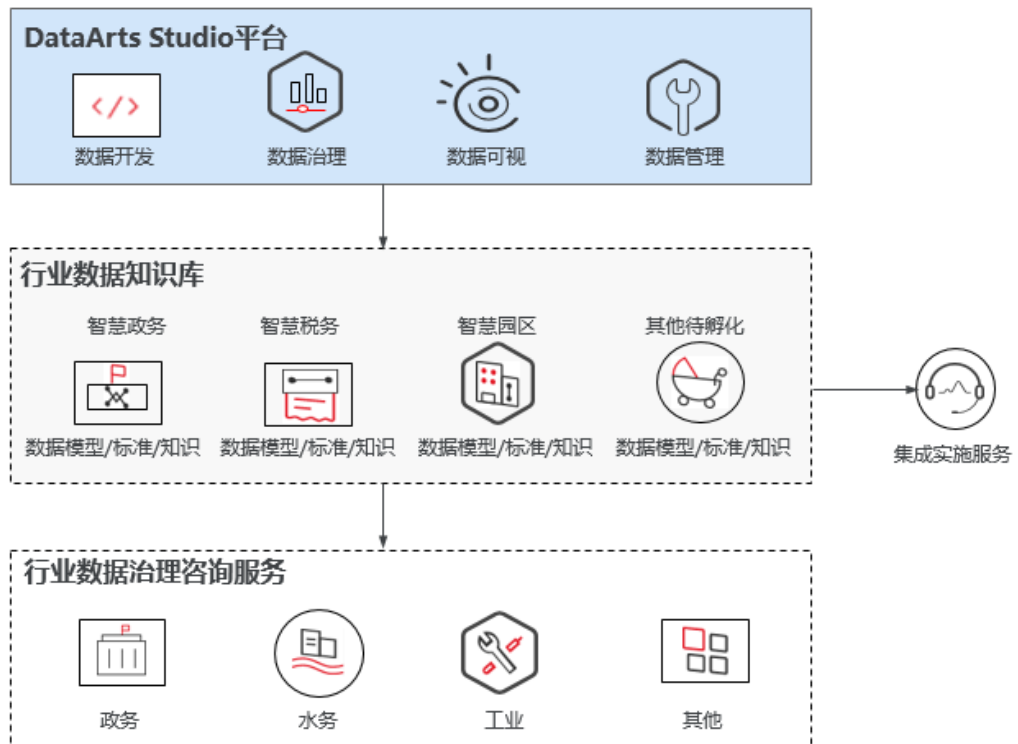 DataArts Studio平台
数据开发 数据治理 数据可视 数据管理
行业数据知识库
智慧政务 智慧税务 智慧园区 其他待孵化
数据模型/标准/知识 数据模型/标准/知识 数据模型/标准/知识 数据模型/标准/知识
集成实施服务
行业数据治理咨询服务
政务 水务 工业 其他